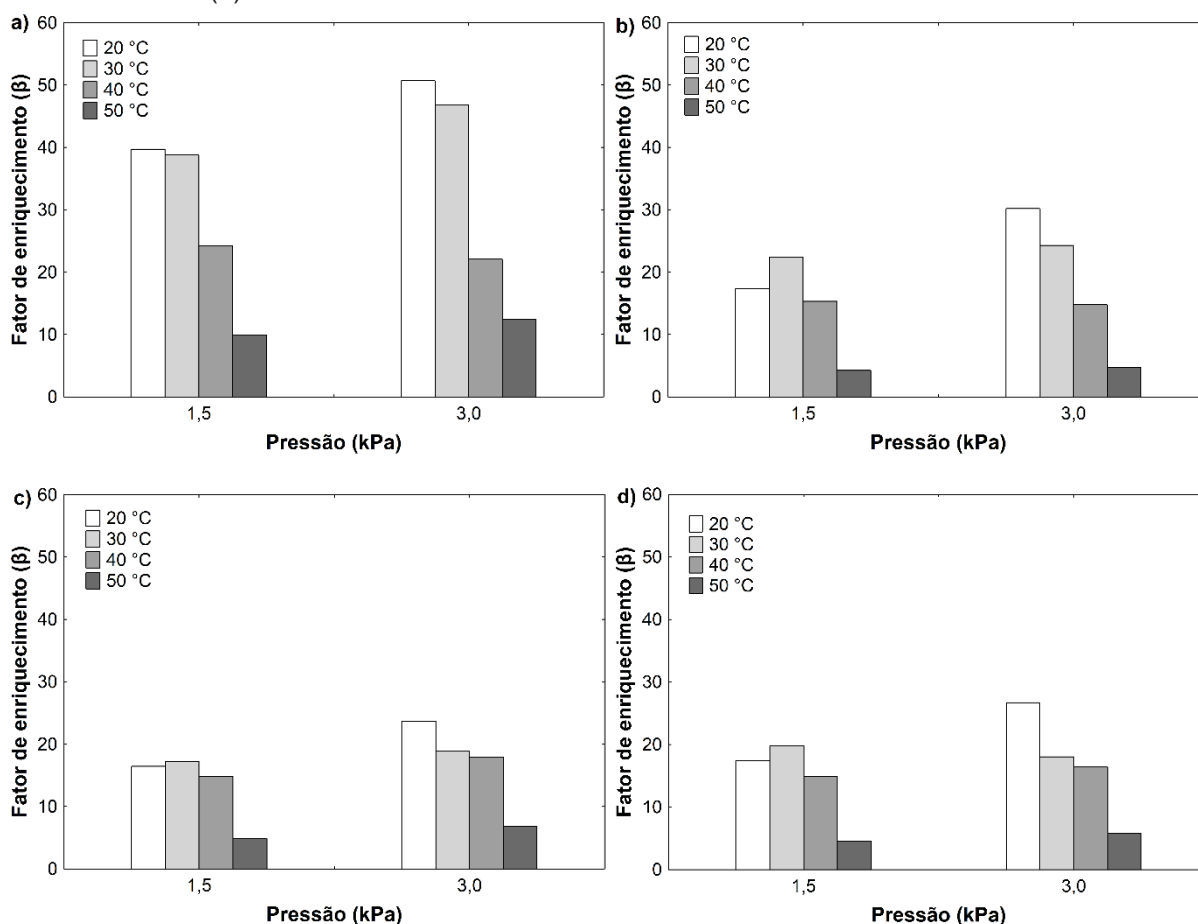 a)
Fator de enriquecimento (β)
60
50
40
30
20
10
0
20 °C
30 °C
40 °C
50 °C
1,5
3,0
Pressão (kPa)
b)
Fator de enriquecimento (β)
60
50
40
30
20
10
0
20 °C
30 °C
40 °C
50 °C
1,5
3,0
Pressão (kPa)
c)
Fator de enriquecimento (β)
60
50
40
30
20
10
0
20 °C
30 °C
40 °C
50 °C
1,5
3,0
Pressão (kPa)
d)
Fator de enriquecimento (β)
60
50
40
30
20
10
0
20 °C
30 °C
40 °C
50 °C
1,5
3,0
Pressão (kPa)